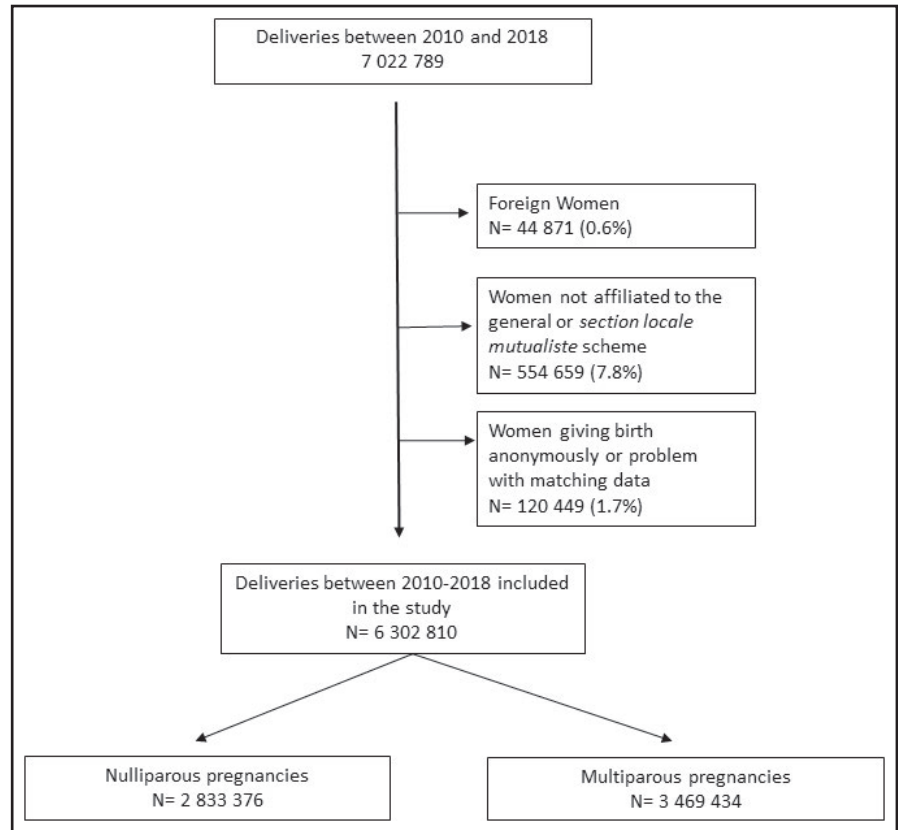 Deliveries between 2010 and 2018
7 022 789
Foreign Women
N= 44 871 (0.6%)
Women not affiliated to the
general or section locale
mutualiste scheme
N= 554 659 (7.8%)
Women giving birth
anonymously or problem
with matching data
N= 120 449 (1.7%)
Deliveries between 2010-2018 included
in the study
N= 6 302 810
Nulliparous pregnancies
N= 2 833 376
Multiparous pregnancies
N= 3 469 434